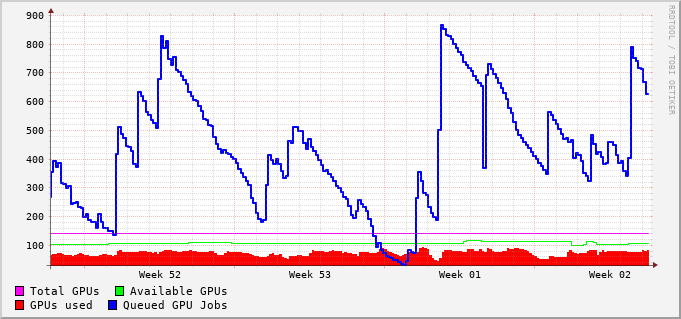 900
800
700
600
500
400
300
200
100
Week 52 Week 53 Week 01 Week 02
Total GPUs Available GPUs
GPUs used Queued GPU Jobs
RRDTOOL / TOBI OETIKER